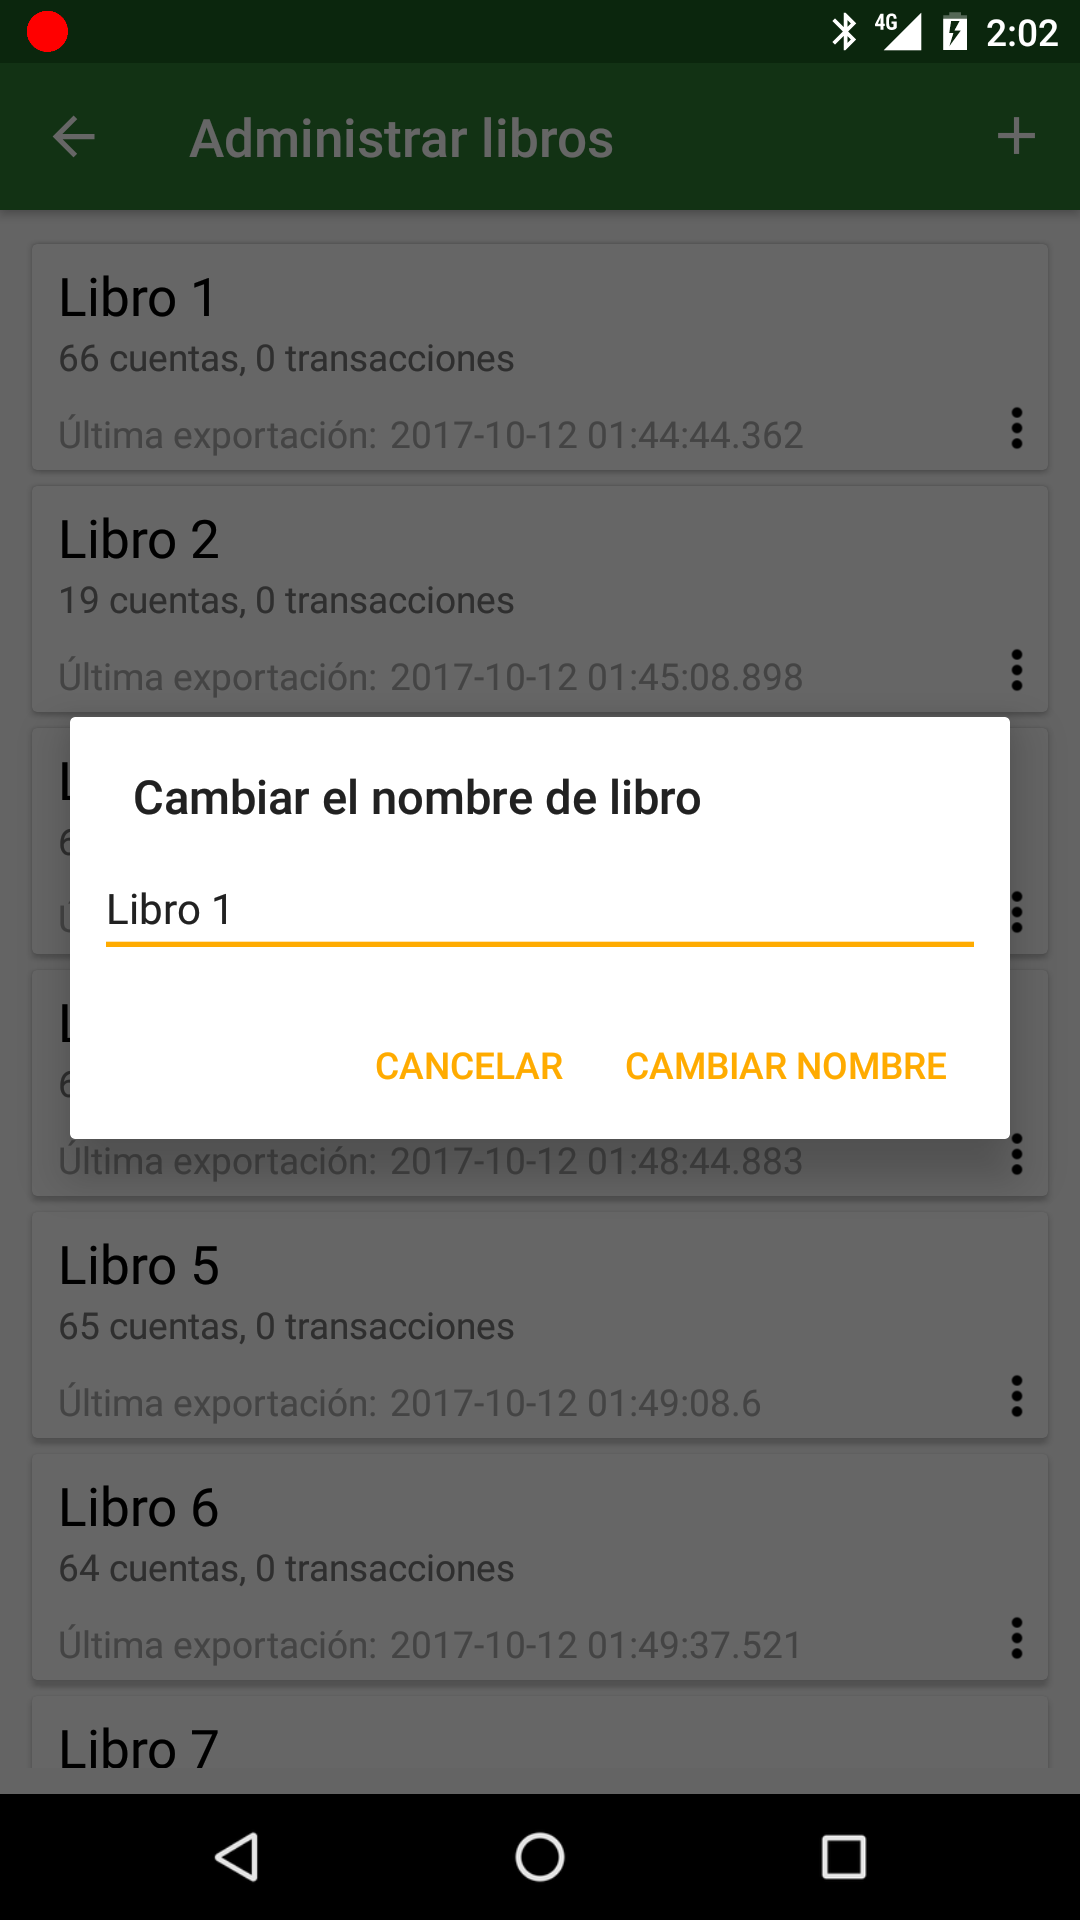 4G 2:02
Administrar libros
Libro 1
66 cuentas, 0 transacciones
Última exportación: 2017-10-12 01:44:44.362
Libro 2
19 cuentas, 0 transacciones
Última exportación: 2017-10-12 01:45:08.898
Cambiar el nombre de libro
Libro 1
CANCELAR CAMBIAR NOMBRE
Última exportación: 2017-10-12 01:48:44.883
Libro 5
65 cuentas, 0 transacciones
Última exportación: 2017-10-12 01:49:08.6
Libro 6
64 cuentas, 0 transacciones
Última exportación: 2017-10-12 01:49:37.521
Libro 7